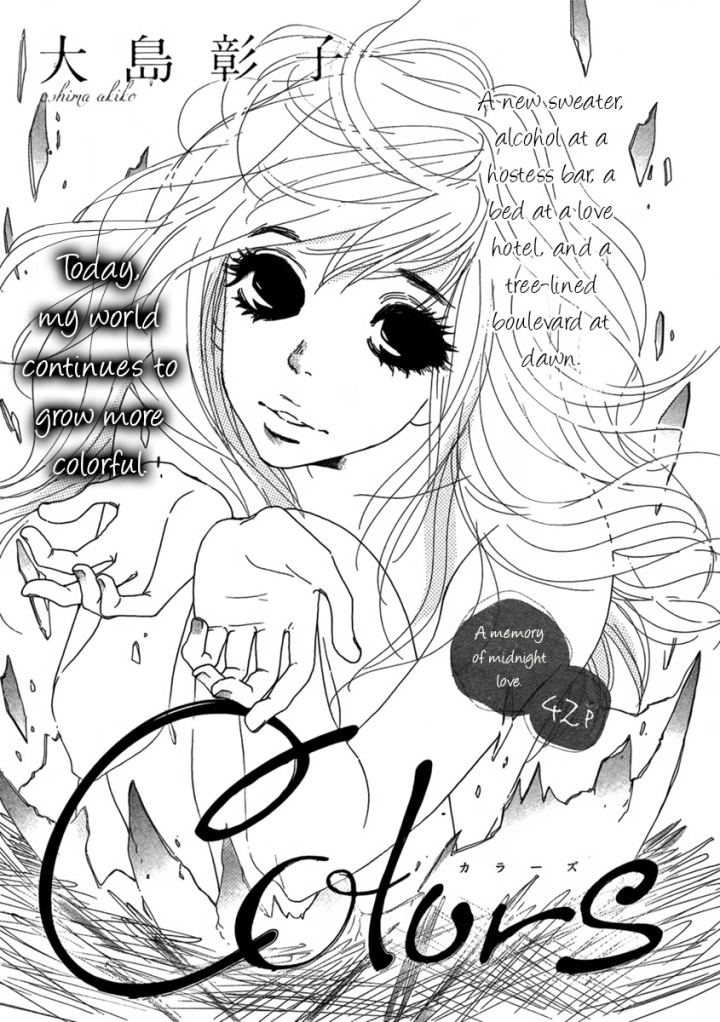 大島彰子
oshima akiko
A new sweater,
alcohol at a
hostess bar, a
bed at a love
hotel, and a
tree-lined
boulevard at
dawn.
Today,
my world
continues to
grow more
colorful.
A memory
of midnight
love.
42P
カラーズ
Colors